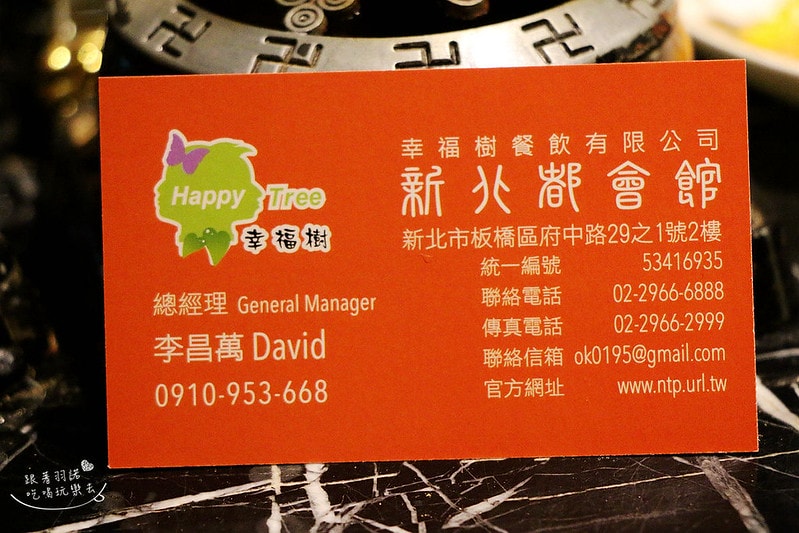 Happy Tree
幸福樹
總經理 General Manager
李昌萬 David
0910-953-668
幸福樹餐飲有限公司
新北都會館
新北市板橋區府中路29之1號2樓
統一編號 53416935
聯絡電話 02-2966-6888
傳真電話 02-2966-2999
聯絡信箱 ok0195@gmail.com
官方網址 www.ntp.url.tw
跟著羽諾
吃喝玩樂去